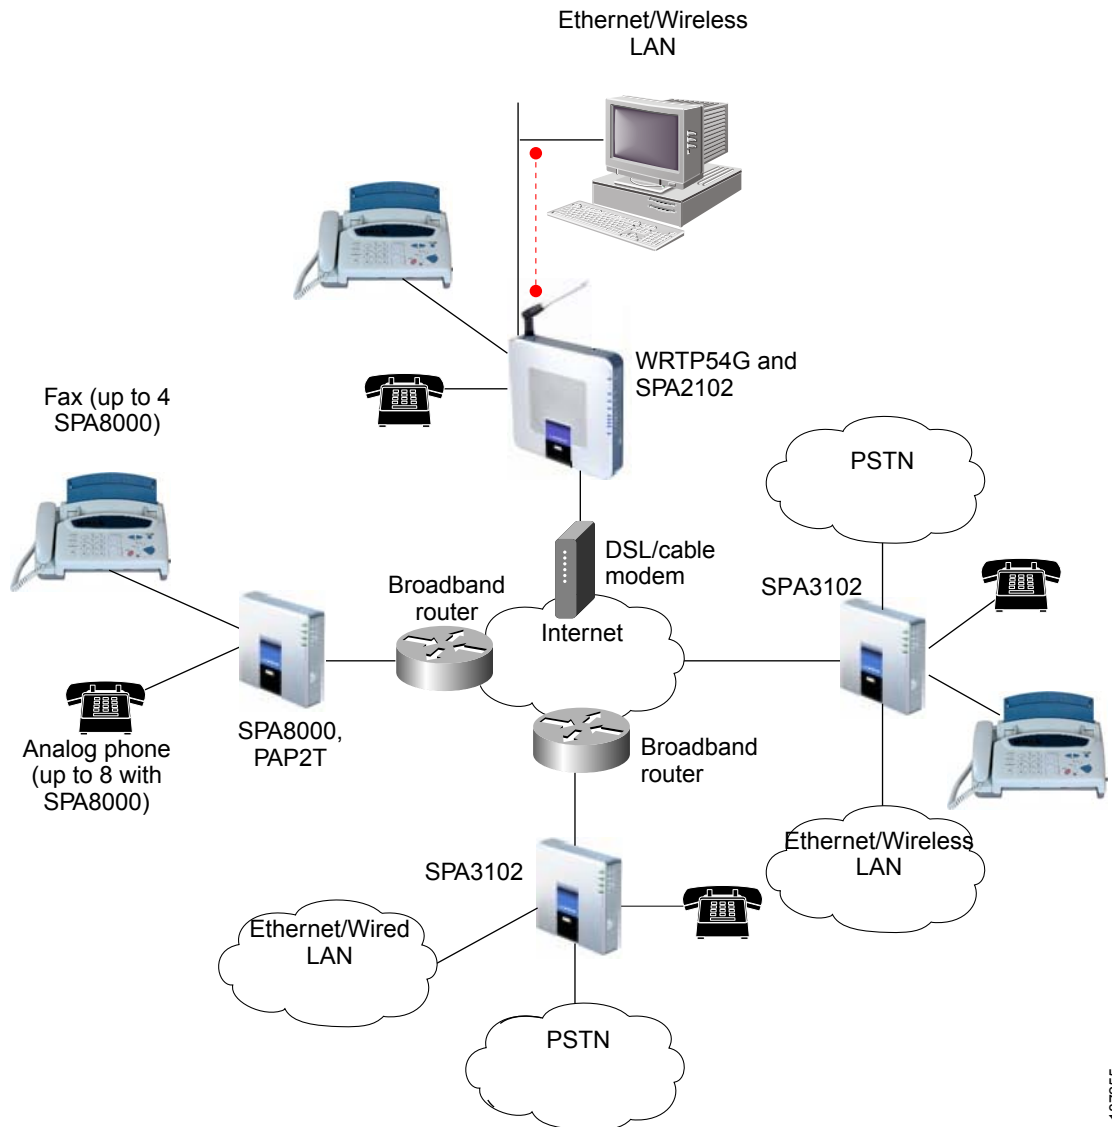 Ethernet/Wireless
LAN
WRTP54G and
SPA2102
Fax (up to 4
SPA8000)
PSTN
DSL/cable
modem
SPA3102
Broadband
router
Internet
SPA8000,
PAP2T
Analog phone
(up to 8 with
SPA8000)
Broadband
router
Ethernet/Wireless
LAN
SPA3102
Ethernet/Wired
LAN
PSTN